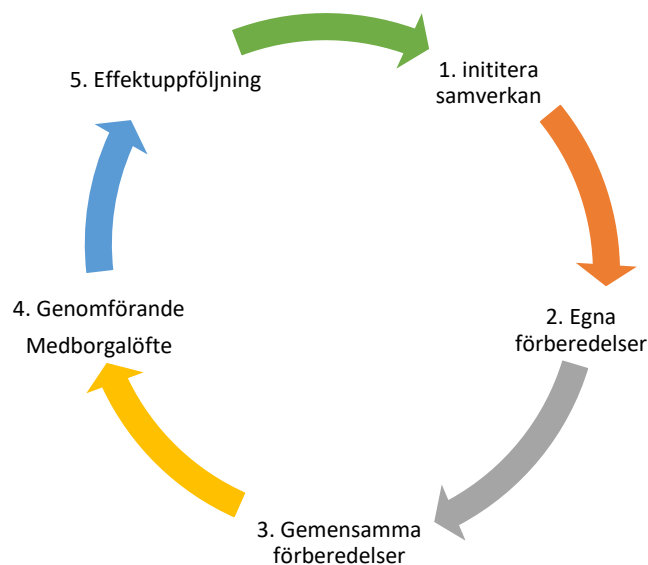 1. inititera
samverkan
2. Egna
förberedelser
3. Gemensamma
förberedelser
4. Genomförande
Medborgalöfte
5. Effektuppföljning